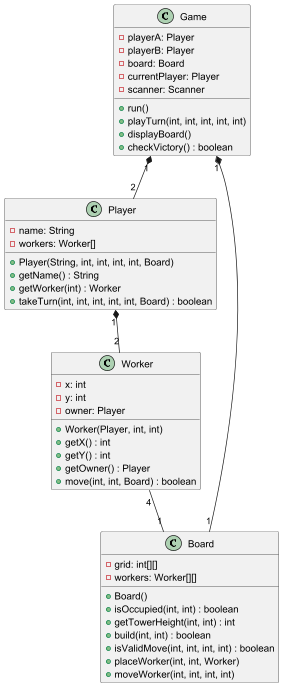 C Game
playerA: Player
playerB: Player
board: Board
currentPlayer: Player
scanner: Scanner
run()
playTurn(int, int, int, int, int)
displayBoard()
checkVictory() : boolean
1 1
2
C Player
name: String
workers: Worker[]
Player(String, int, int, int, int, Board)
getName() : String
getWorker(int) : Worker
takeTurn(int, int, int, int, int, Board) : boolean
1
2
C Worker
x: int
y: int
owner: Player
Worker(Player, int, int)
getX() : int
getY() : int
getOwner() : Player
move(int, int, Board) : boolean
4
1 1
C Board
grid: int[][]
workers: Worker[][]
Board()
isOccupied(int, int) : boolean
getTowerHeight(int, int) : int
build(int, int) : boolean
isValidMove(int, int, int, int) : boolean
placeWorker(int, int, Worker)
moveWorker(int, int, int, int)